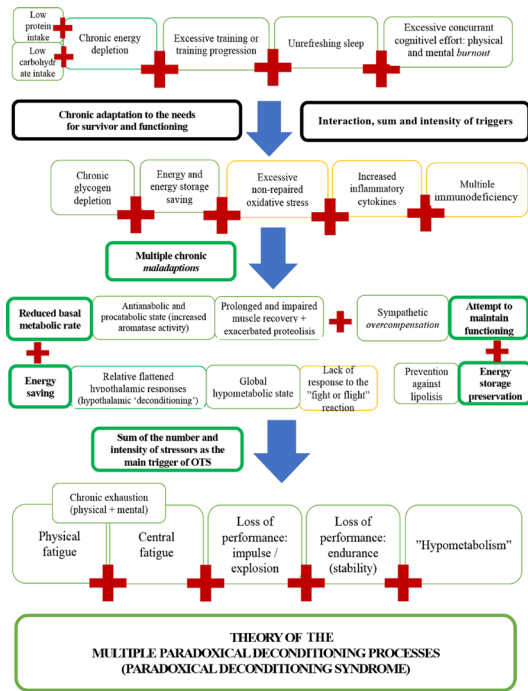 Low
protein
intake
Low
carbohydr
ate intake
Chronic energy
depletion
Excessive training or
training progression
Unrefreshing sleep
Excessive concurrant
cognitivel effort: physical
and mental burnout
Chronic adaptation to the needs
for survivor and functioning
Interaction, sum and intensity of triggers
Chronic
glycogen
depletion
Energy and
energy storage
saving
Excessive
non-repaired
oxidative stress
Increased
inflammatory
cytokines
Multiple
immunodeficiency
Multiple chronic
maladaptions
Reduced basal
metabolic rate
Antianabolic and
procatabolic state (increased
aromatase activity)
Prolonged and impaired
muscle recovery +
exacerbated proteolisis
Sympathetic
overcompensation
Attempt to
maintain
functioning
Energy
saving
Relative flattened
hypothalamic responses
(hypothalamic ‘deconditioning’)
Global
hypometabolic state
Lack of
response to the
”fight or flight”
reaction
Prevention
against
lipolisis
Energy
storage
preservation
Sum of the number and
intensity of stressors as the
main trigger of OTS
Chronic exhaustion
(physical + mental)
Physical
fatigue
Central
fatigue
Loss of
performance:
impulse /
explosion
Loss of
performance:
endurance
(stability)
”Hypometabolism”
THEORY OF THE
MULTIPLE PARADOXICAL DECONDITIONING PROCESSES
(PARADOXICAL DECONDITIONING SYNDROME)